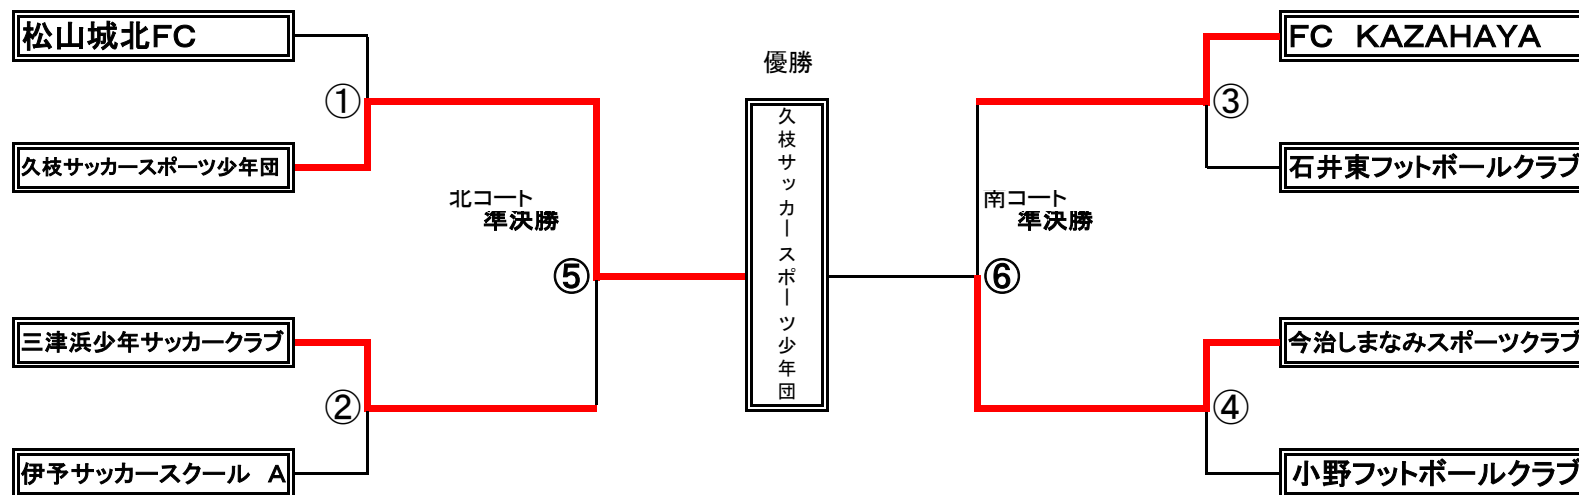 松山城北FC
①
久枝サッカースポーツ少年団
北コート
準決勝
⑤
三津浜少年サッカークラブ
②
伊予サッカースクール　A
優勝
久枝サッカースポーツ少年団
FC　KAZAHAYA
③
石井東フットボールクラブ
南コート
準決勝
⑥
今治しまなみスポーツクラブ
④
小野フットボールクラブ